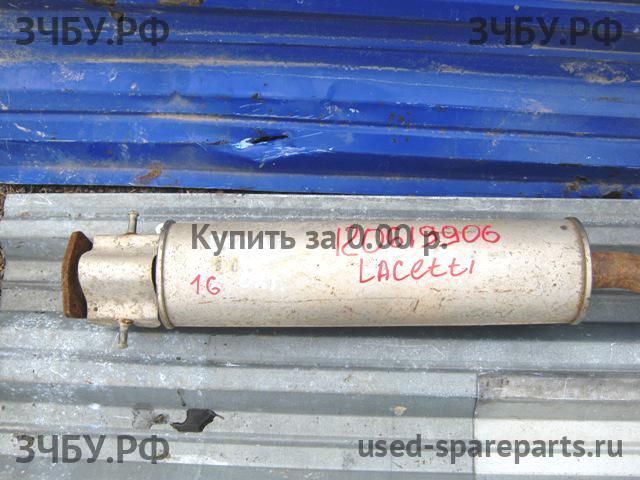 ЗЧБУ.РФ
ЗЧБУ.РФ
Купить за 0.00 р.
LACEtti
16
ЗЧБУ.РФ
used-spareparts.ru